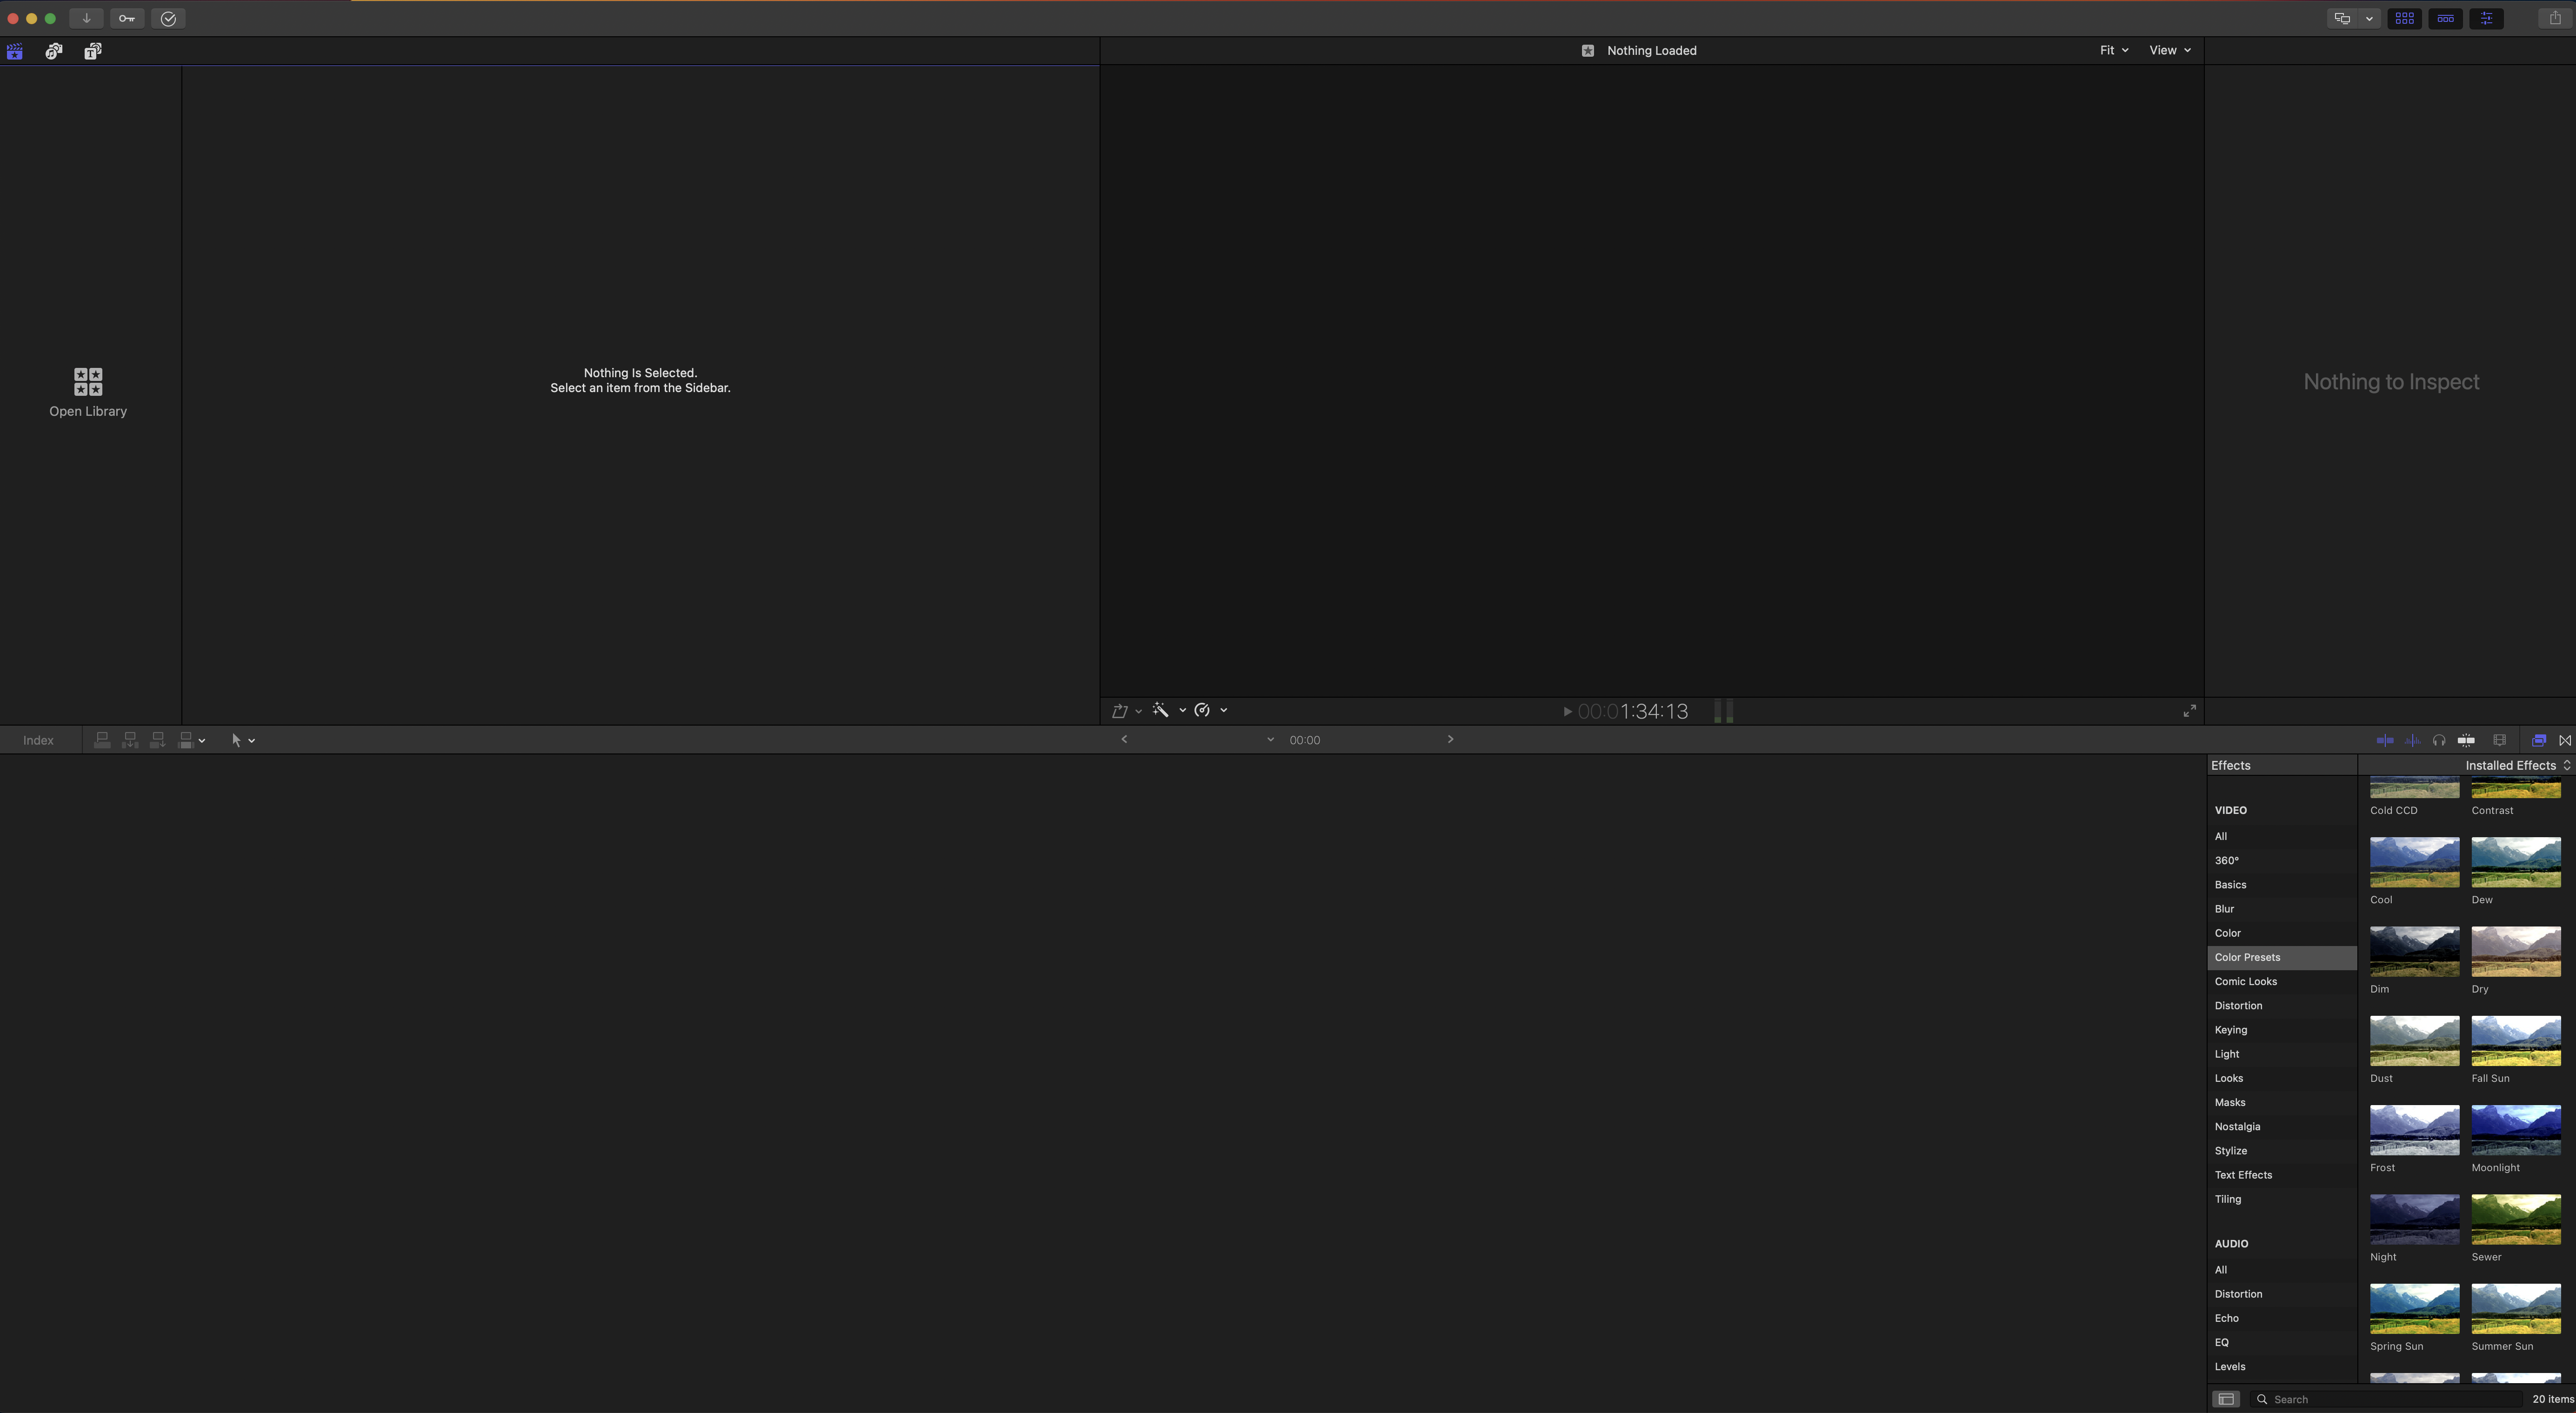 Nothing Loaded
Fit
View
Open Library
Nothing Is Selected.
Select an item from the Sidebar.
Nothing to Inspect
00:01:34:13
Index
00:00
Effects
Installed Effects
VIDEO
All
360°
Basics
Blur
Color
Color Presets
Comic Looks
Distortion
Keying
Light
Looks
Masks
Nostalgia
Stylize
Text Effects
Tiling
AUDIO
All
Distortion
Echo
EQ
Levels
Cold CCD
Contrast
Cool
Dew
Dim
Dry
Dust
Fall Sun
Frost
Moonlight
Night
Sewer
Spring Sun
Summer Sun
Search
20 items